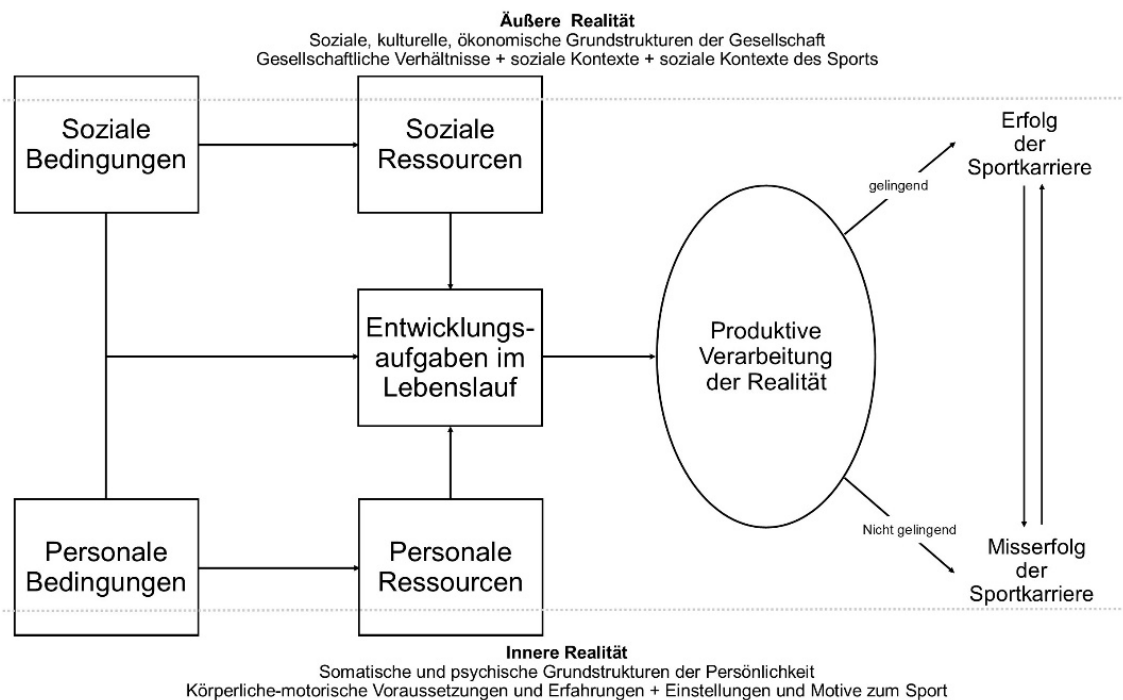 Äußere Realität
Soziale, kulturelle, ökonomische Grundstrukturen der Gesellschaft
Gesellschaftliche Verhältnisse + soziale Kontexte + soziale Kontexte des Sports
Soziale
Bedingungen
Soziale
Ressourcen
Erfolg
der
Sportkarriere
gelingend
Entwicklungs-
aufgaben im
Lebenslauf
Produktive
Verarbeitung
der Realität
Nicht gelingend
Personale
Bedingungen
Personale
Ressourcen
Misserfolg
der
Sportkarriere
Innere Realität
Somatische und psychische Grundstrukturen der Persönlichkeit
Körperliche-motorische Voraussetzungen und Erfahrungen + Einstellungen und Motive zum Sport